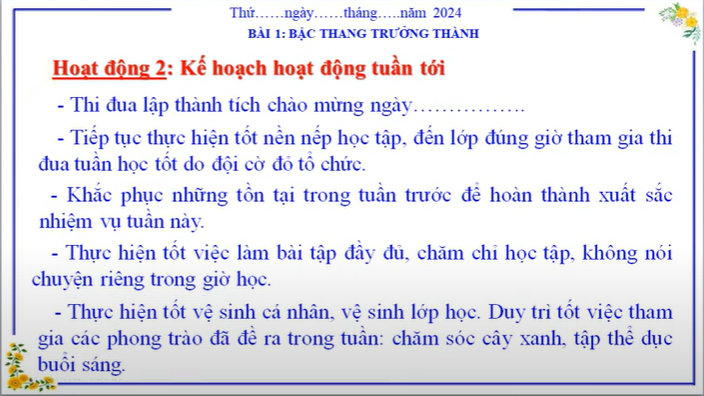 Thứ……ngày……tháng…..năm 2024
BÀI 1: BẬC THANG TRƯỞNG THÀNH
Hoạt động 2: Kế hoạch hoạt động tuần tới
- Thi đua lập thành tích chào mừng ngày…………….
- Tiếp tục thực hiện tốt nền nếp học tập, đến lớp đúng giờ tham gia thi
đua tuần học tốt do đội cờ đỏ tổ chức.
- Khắc phục những tồn tại trong tuần trước để hoàn thành xuất sắc
nhiệm vụ tuần này.
- Thực hiện tốt việc làm bài tập đầy đủ, chăm chỉ học tập, không nói
chuyện riêng trong giờ học.
- Thực hiện tốt vệ sinh cá nhân, vệ sinh lớp học. Duy trì tốt việc tham
gia các phong trào đã đề ra trong tuần: chăm sóc cây xanh, tập thể dục
buổi sáng.